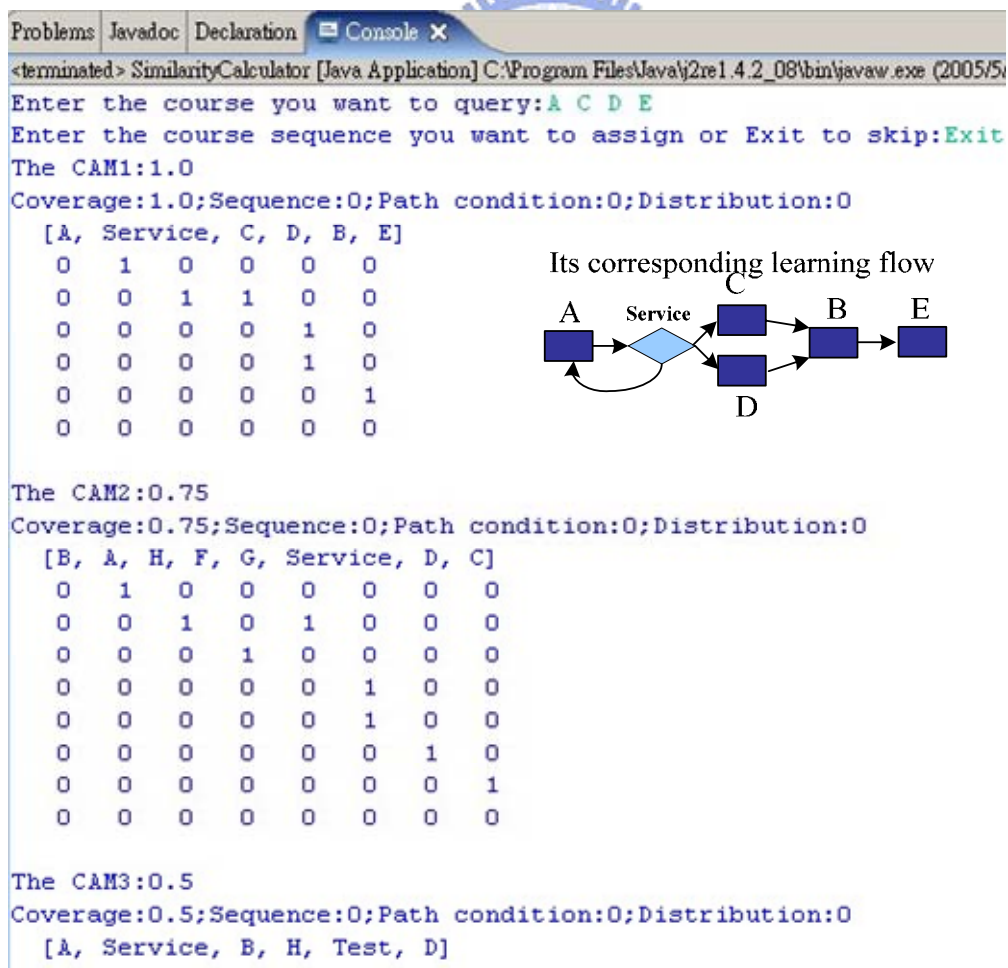 Problems Javadoc Declaration Console
<terminated> SimilarityCalculator [Java Application] C:\Program Files\Java\j2re1.4.2_08\bin\javaw.exe (2005/5/
Enter the course you want to query:A C D E
Enter the course sequence you want to assign or Exit to skip:Exit
The CAM1:1.0
Coverage:1.0;Sequence:0;Path condition:0;Distribution:0
[A, Service, C, D, B, E]
0 1 0 0 0 0
0 0 1 1 0 0
0 0 0 0 1 0
0 0 0 0 1 0
0 0 0 0 0 1
0 0 0 0 0 0
Its corresponding learning flow
C
A Service B E
D
The CAM2:0.75
Coverage:0.75;Sequence:0;Path condition:0;Distribution:0
[B, A, H, F, G, Service, D, C]
0 1 0 0 0 0 0 0
0 0 1 0 1 0 0 0
0 0 0 1 0 0 0 0
0 0 0 0 0 1 0 0
0 0 0 0 0 1 0 0
0 0 0 0 0 0 1 0
0 0 0 0 0 0 0 1
0 0 0 0 0 0 0 0
The CAM3:0.5
Coverage:0.5;Sequence:0;Path condition:0;Distribution:0
[A, Service, B, H, Test, D]